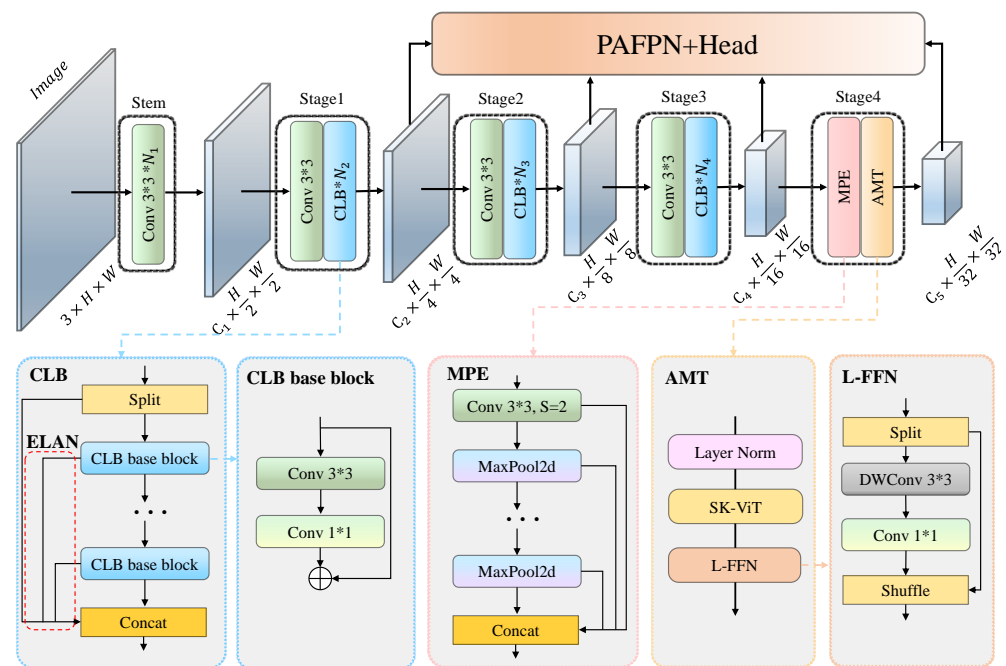 PAFPN+Head
Image
Stem
Stage1
Stage2
Stage3
Stage4
Conv 3*3 *N₁
Conv 3*3
CLB*N₂
Conv 3*3
CLB*N₃
Conv 3*3
CLB*N₄
MPE
AMT
3 × H × W
C₁ × H/2 × W/2
C₂ × H/4 × W/4
C₃ × H/8 × W/8
C₄ × H/16 × W/16
C₅ × H/32 × W/32
CLB
Split
ELAN
CLB base block
CLB base block
Concat
CLB base block
Conv 3*3
Conv 1*1
MPE
Conv 3*3, S=2
MaxPool2d
MaxPool2d
Concat
AMT
Layer Norm
SK-ViT
L-FFN
L-FFN
Split
DWConv 3*3
Conv 1*1
Shuffle